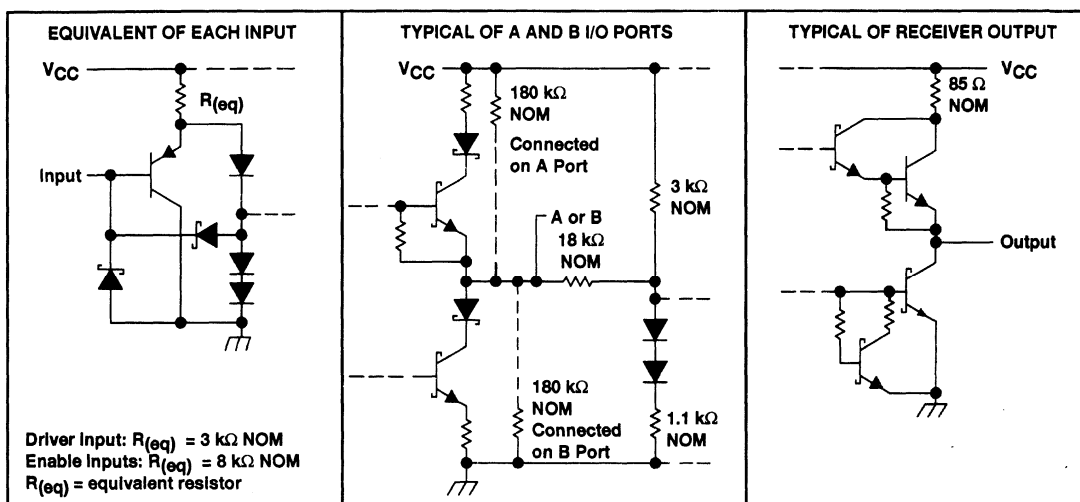 EQUIVALENT OF EACH INPUT
VCC
R(eq)
Input
Driver Input: R(eq) = 3 kΩ NOM
Enable Inputs: R(eq) = 8 kΩ NOM
R(eq) = equivalent resistor
TYPICAL OF A AND B I/O PORTS
VCC
180 kΩ
NOM
Connected
on A Port
3 kΩ
NOM
A or B
18 kΩ
NOM
180 kΩ
NOM
Connected
on B Port
1.1 kΩ
NOM
TYPICAL OF RECEIVER OUTPUT
VCC
85 Ω
NOM
Output